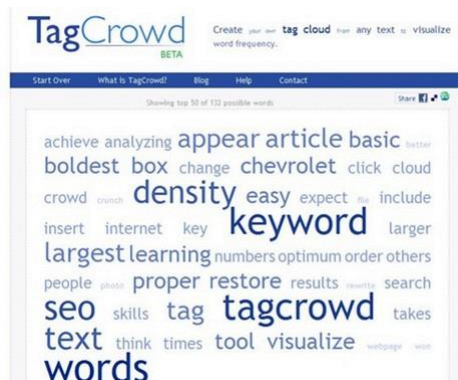 TagCrowd
BETA
Create your own tag cloud from any text to visualize
word frequency.
Start Over What is TagCrowd? Blog Help Contact
Showing top 50 of 132 possible words
Share
achieve analyzing appear article basic better
boldest box change chevrolet click cloud
crowd crunch density easy expect file include
insert internet key keyword larger
largest learning numbers optimum order others
people photo proper restore results rewrite search
seo skills tag tagcrowd takes
text think times tool visualize webpage won
words